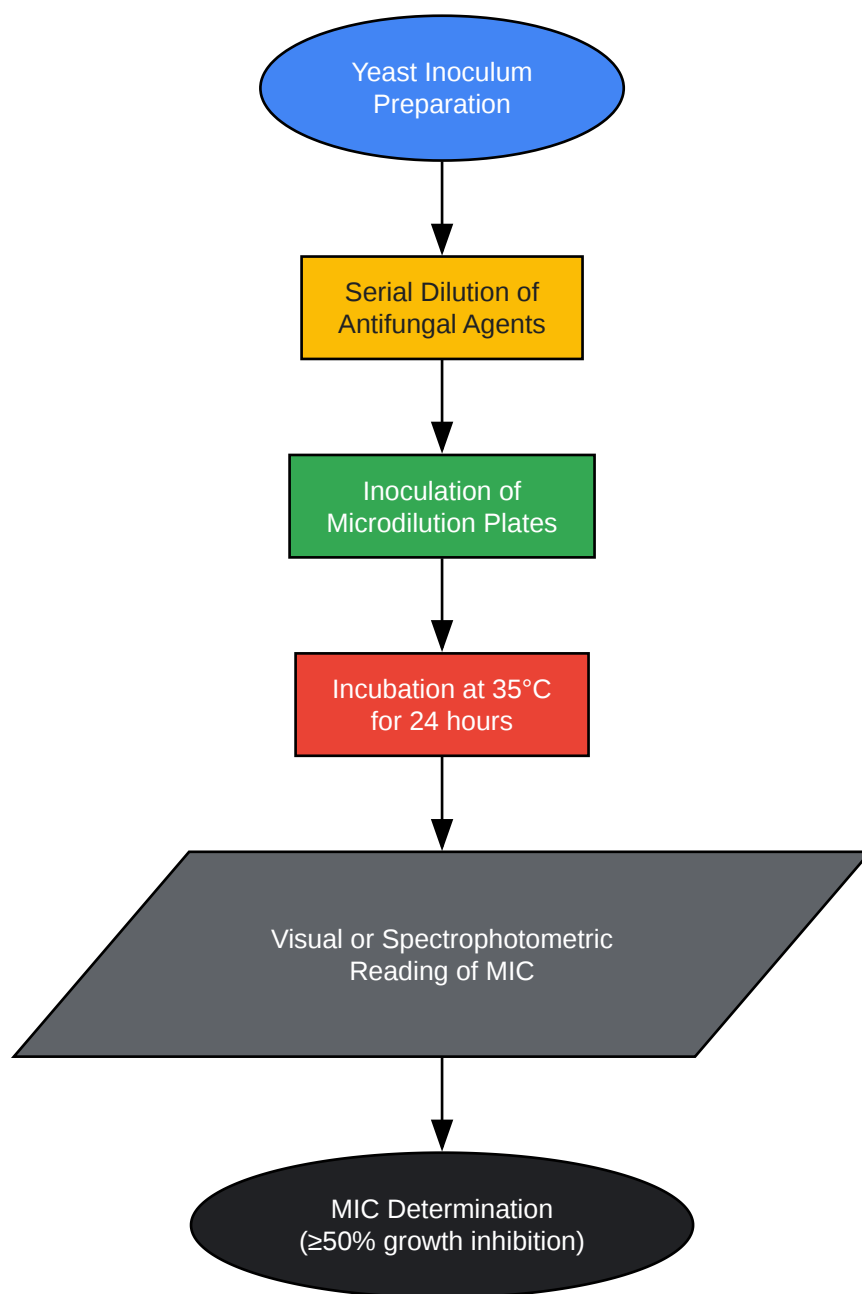 Yeast Inoculum
Preparation
Serial Dilution of
Antifungal Agents
Inoculation of
Microdilution Plates
Incubation at 35°C
for 24 hours
Visual or Spectrophotometric
Reading of MIC
MIC Determination
(≥50% growth inhibition)